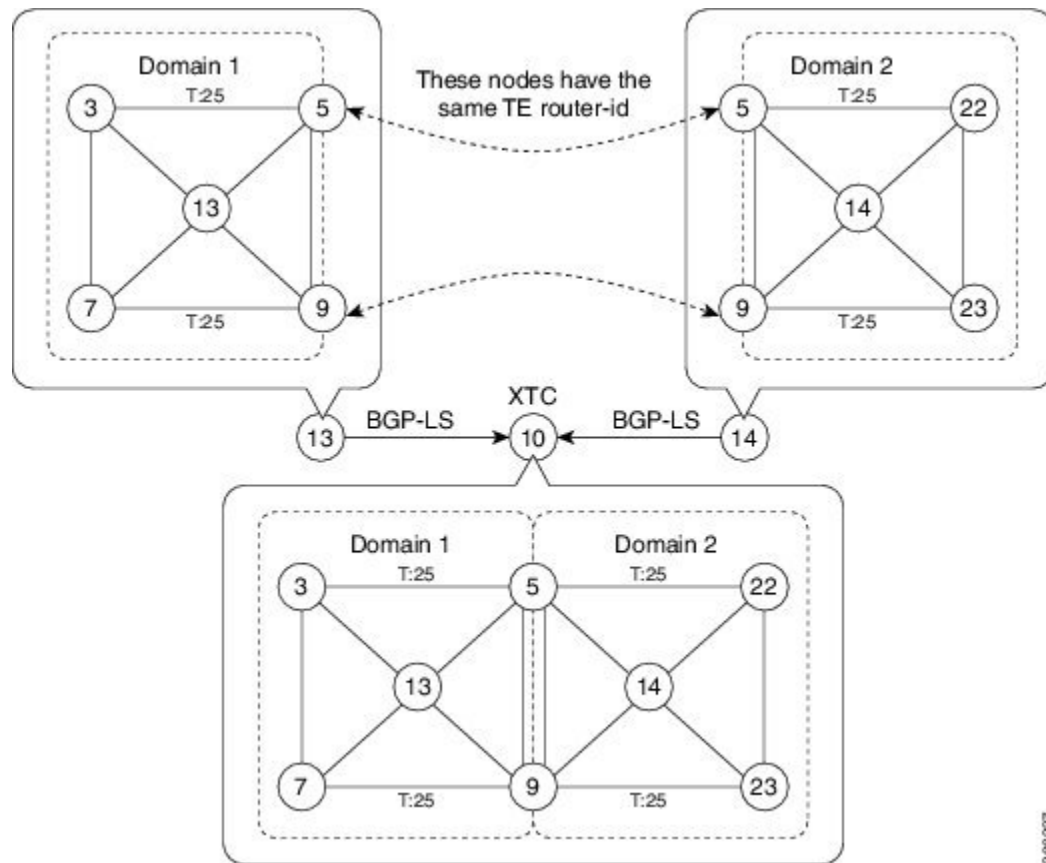 Domain 1
T:25
3
5
13
7
9
T:25
These nodes have the
same TE router-id
Domain 2
T:25
5
22
14
9
23
T:25
XTC
13
BGP-LS
10
BGP-LS
14
Domain 1
Domain 2
T:25
T:25
3
5
22
13
14
7
9
23
T:25
T:25